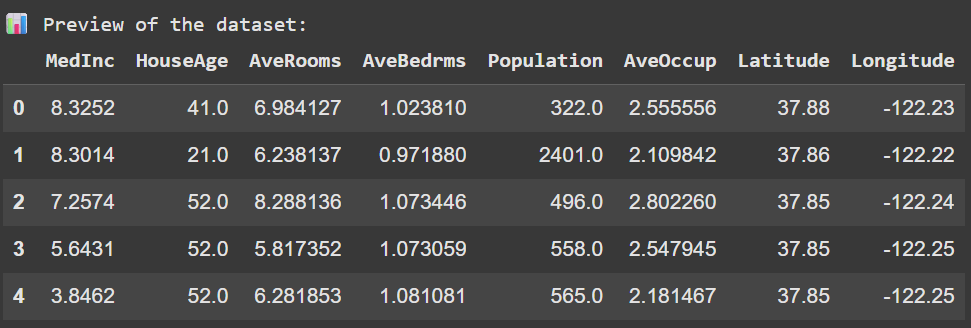 Preview of the dataset:
MedInc HouseAge AveRooms AveBedrms Population AveOccup Latitude Longitude
0 8.3252 41.0 6.984127 1.023810 322.0 2.555556 37.88 -122.23
1 8.3014 21.0 6.238137 0.971880 2401.0 2.109842 37.86 -122.22
2 7.2574 52.0 8.288136 1.073446 496.0 2.802260 37.85 -122.24
3 5.6431 52.0 5.817352 1.073059 558.0 2.547945 37.85 -122.25
4 3.8462 52.0 6.281853 1.081081 565.0 2.181467 37.85 -122.25